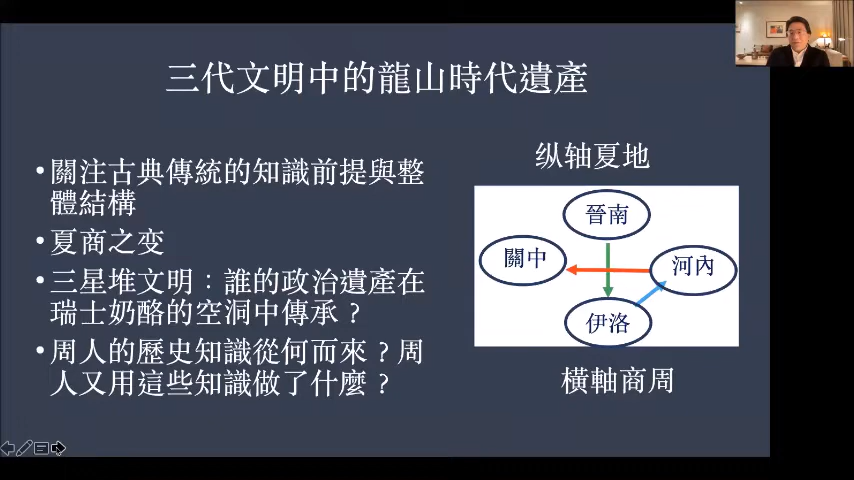 三代文明中的龍山時代遺產
•關注古典傳統的知識前提與整
體結構
•夏商之变
•三星堆文明：誰的政治遺產在
瑞士奶酪的空洞中傳承？
•周人的歷史知識從何而來？周
人又用這些知識做了什麼？
纵轴夏地
晉南
關中
河內
伊洛
橫軸商周